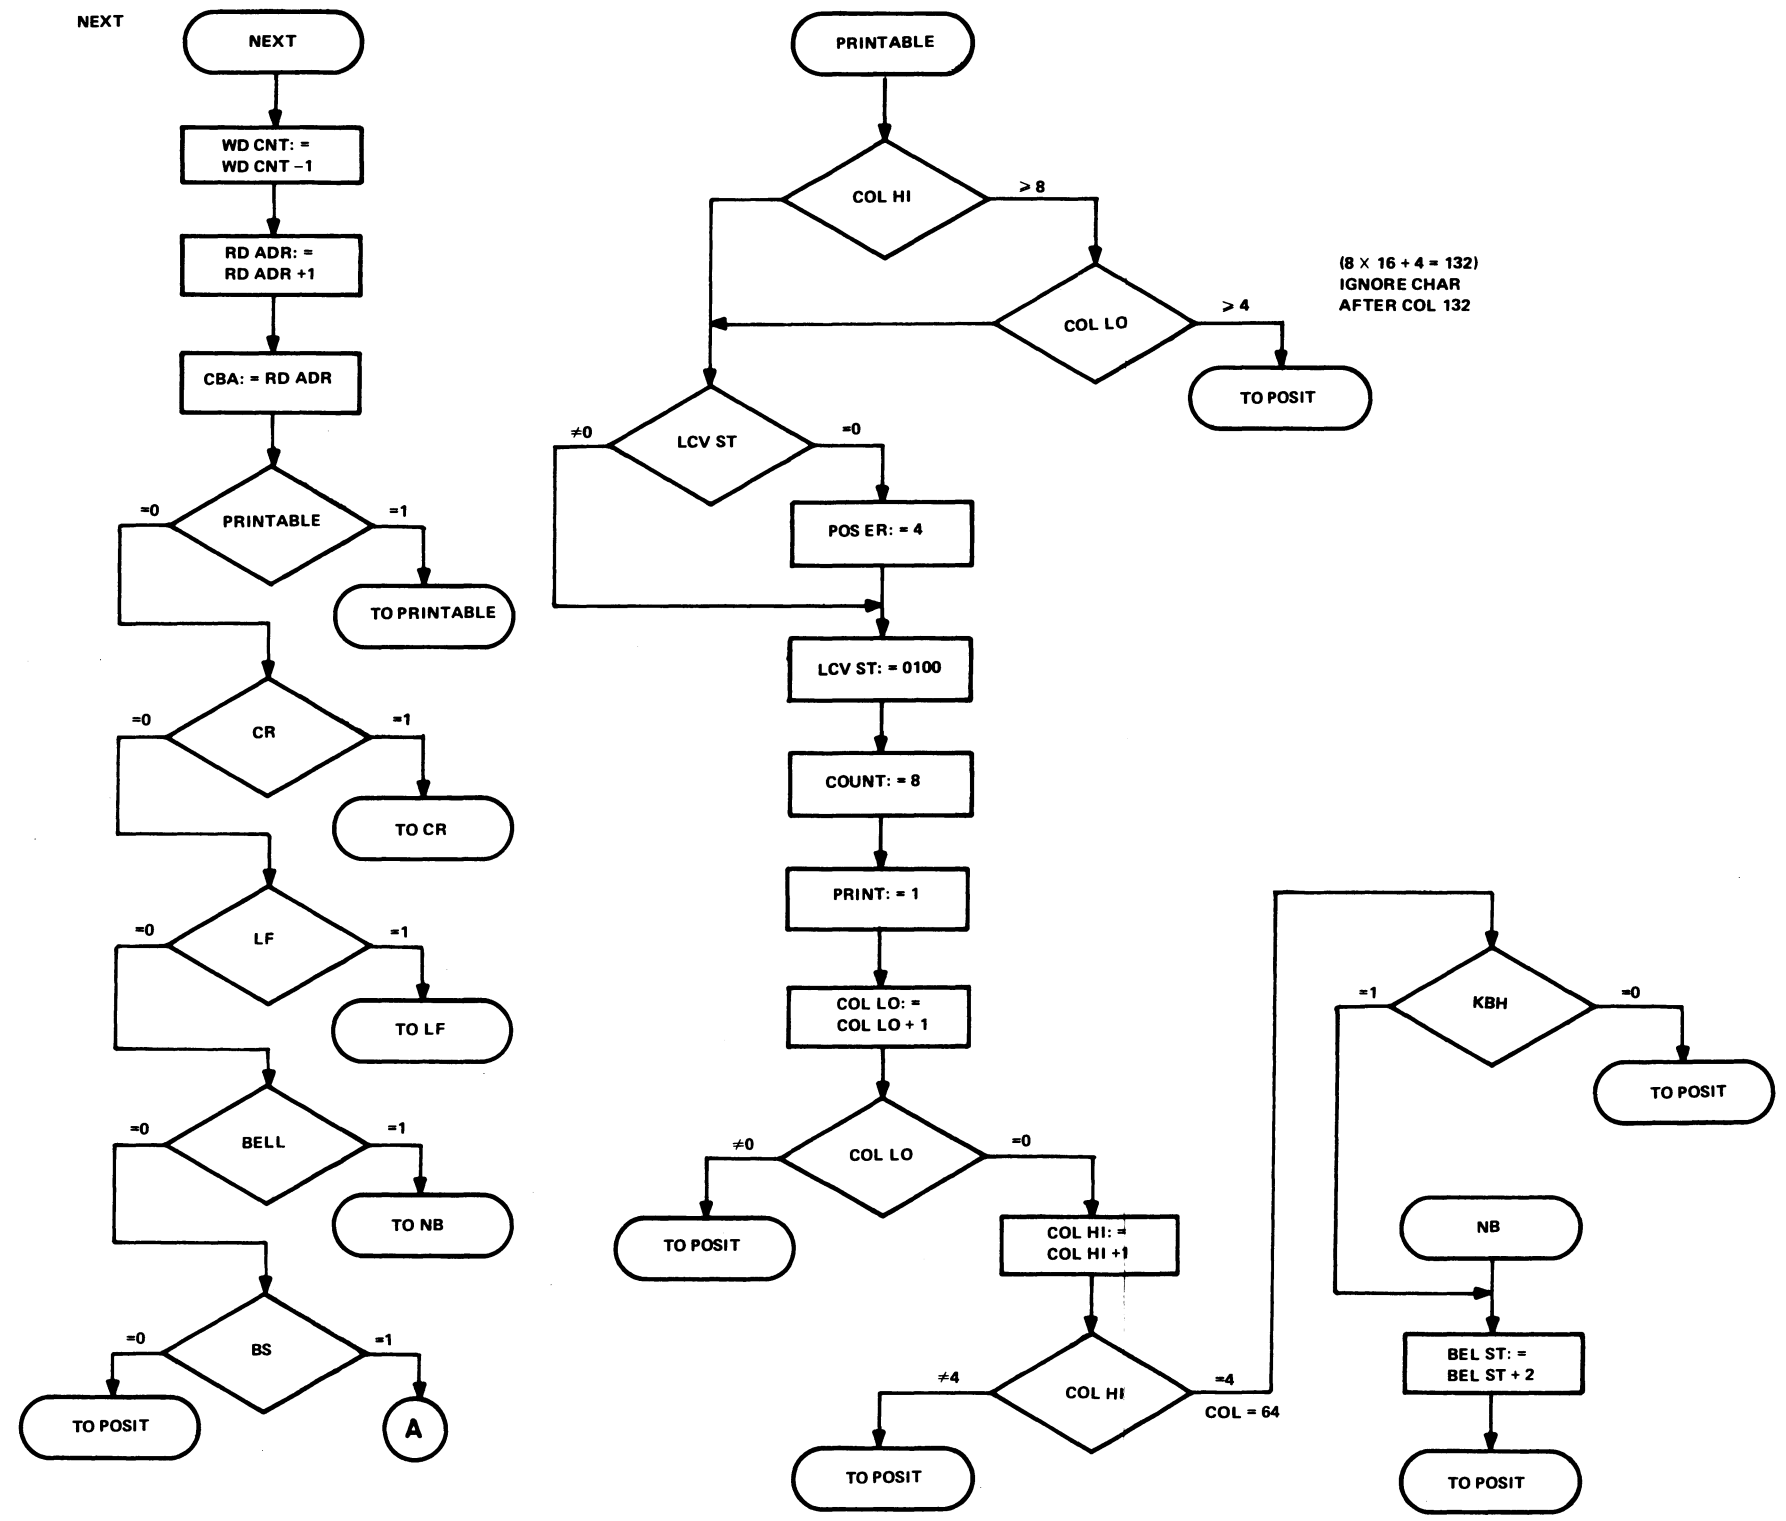 NEXT
NEXT
WD CNT: =
WD CNT –1
RD ADR: =
RD ADR +1
CBA: = RD ADR
PRINTABLE
=0
=1
TO PRINTABLE
CR
=0
=1
TO CR
LF
=0
=1
TO LF
BELL
=0
=1
TO NB
BS
=0
=1
TO POSIT
A
PRINTABLE
COL HI
⩾ 8
COL LO
⩾ 4
(8 X 16 + 4 = 132)
IGNORE CHAR
AFTER COL 132
TO POSIT
LCV ST
≠0
=0
POS ER: = 4
LCV ST: = 0100
COUNT: = 8
PRINT: = 1
COL LO: =
COL LO + 1
COL LO
≠0
=0
TO POSIT
COL HI: =
COL HI +1
COL HI
≠4
=4
COL = 64
TO POSIT
KBH
=1
=0
TO POSIT
NB
BEL ST: =
BEL ST + 2
TO POSIT